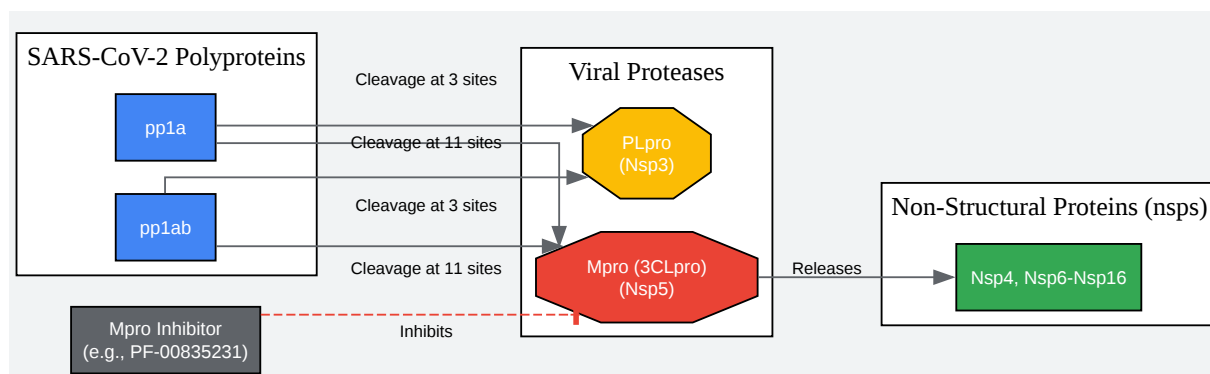 SARS-CoV-2 Polyproteins
pp1a
pp1ab
Cleavage at 3 sites
Cleavage at 11 sites
Cleavage at 3 sites
Cleavage at 11 sites
Viral Proteases
PLpro
(Nsp3)
Mpro (3CLpro)
(Nsp5)
Releases
Non-Structural Proteins (nsps)
Nsp4, Nsp6-Nsp16
Mpro Inhibitor
(e.g., PF-00835231)
Inhibits